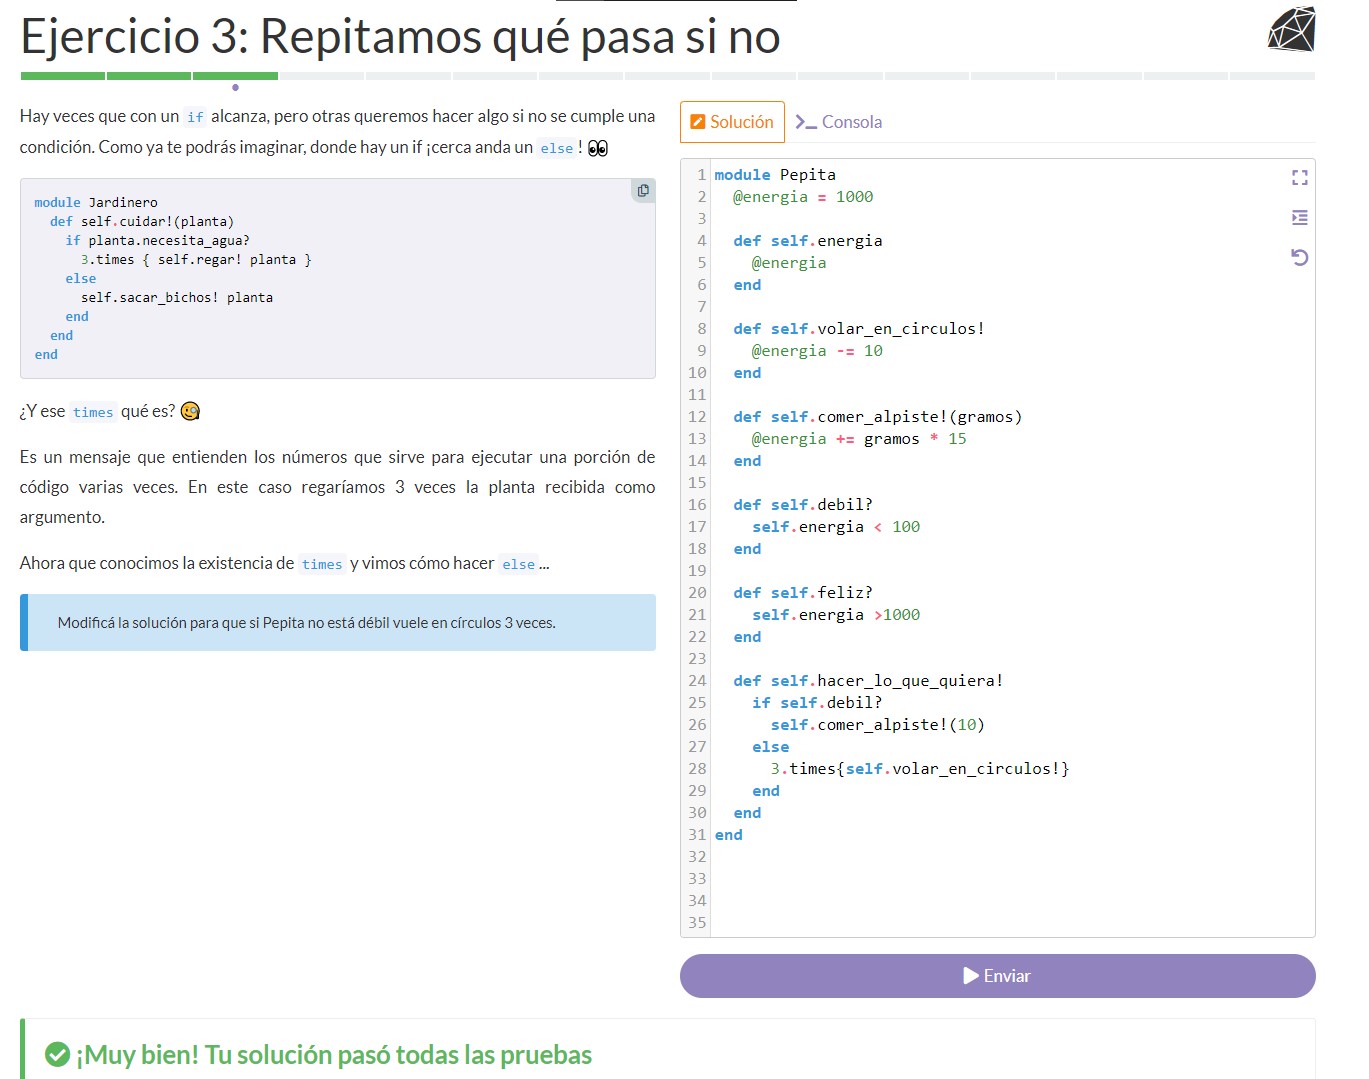 Ejercicio 3: Repitamos qué pasa si no
Hay veces que con un if alcanza, pero otras queremos hacer algo si no se cumple una
condición. Como ya te podrás imaginar, donde hay un if ¡cerca anda un else ! 👀
module Jardinero
  def self.cuidar!(planta)
    if planta.necesita_agua?
      3.times { self.regar! planta }
    else
      self.sacar_bichos! planta
    end
  end
end
¿Y ese times qué es? 🧐
Es un mensaje que entienden los números que sirve para ejecutar una porción de
código varias veces. En este caso regaríamos 3 veces la planta recibida como
argumento.
Ahora que conocimos la existencia de times y vimos cómo hacer else ...
Modificá la solución para que si Pepita no está débil vuele en círculos 3 veces.
Solución
Consola
1 module Pepita
2   @energia = 1000
3
4   def self.energia
5     @energia
6   end
7
8   def self.volar_en_circulos!
9     @energia -= 10
10   end
11
12   def self.comer_alpiste!(gramos)
13     @energia += gramos * 15
14   end
15
16   def self.debil?
17     self.energia < 100
18   end
19
20   def self.feliz?
21     self.energia >1000
22   end
23
24   def self.hacer_lo_que_quiera!
25     if self.debil?
26       self.comer_alpiste!(10)
27     else
28       3.times{self.volar_en_circulos!}
29     end
30   end
31 end
32
33
34
35
Enviar
¡Muy bien! Tu solución pasó todas las pruebas